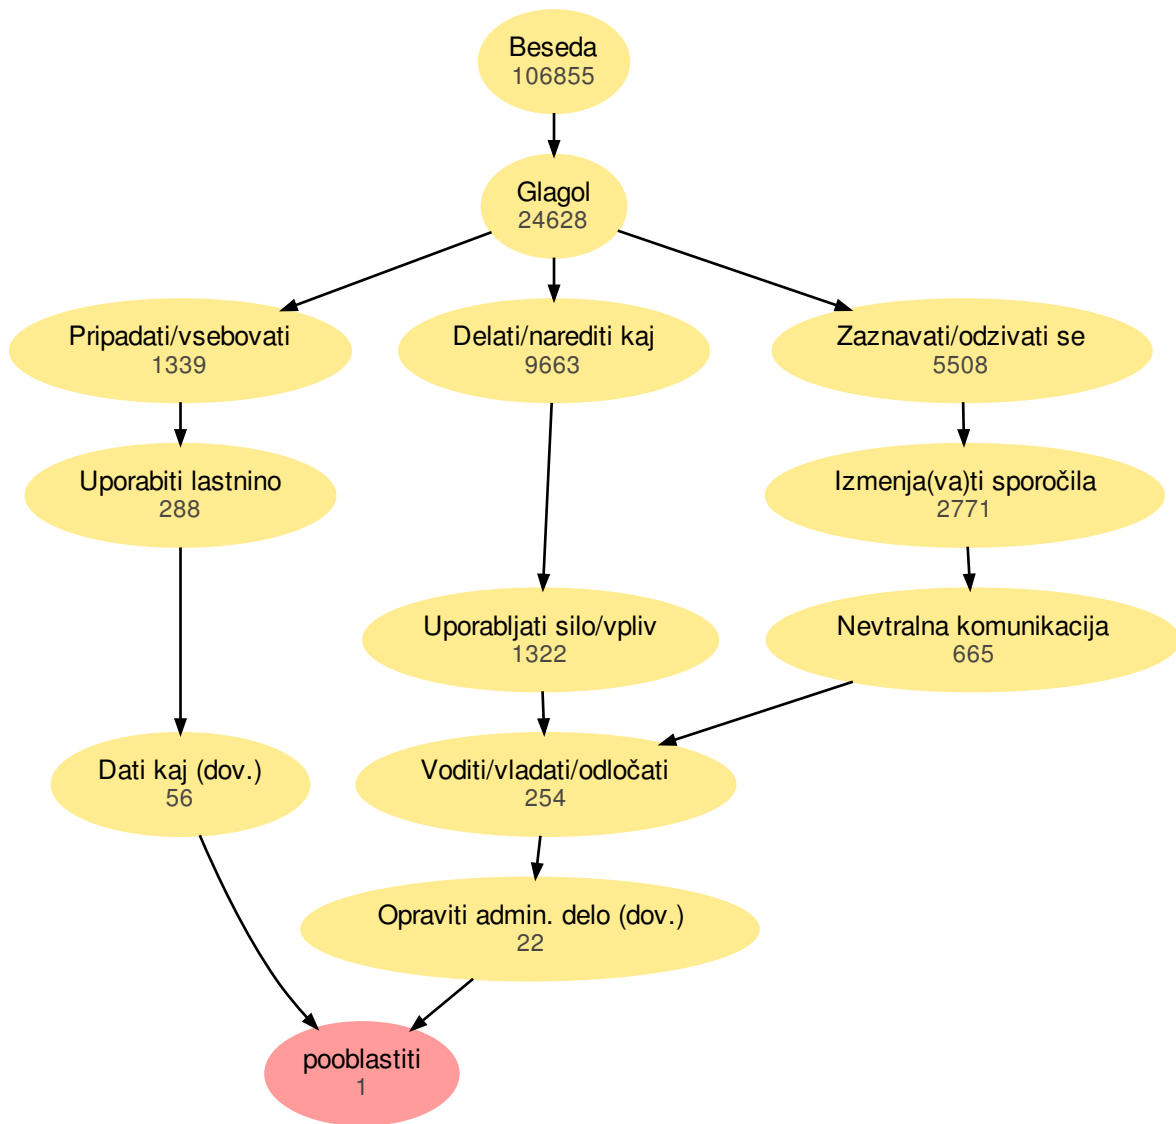 Beseda
106855
Glagol
24628
Pripadati/vsebovati
1339
Delati/narediti kaj
9663
Zaznavati/odzivati se
5508
Uporabiti lastnino
288
Izmenja(va)ti sporočila
2771
Uporabljati silo/vpliv
1322
Nevtralna komunikacija
665
Dati kaj (dov.)
56
Voditi/vladati/odločati
254
Opraviti admin. delo (dov.)
22
pooblastiti
1